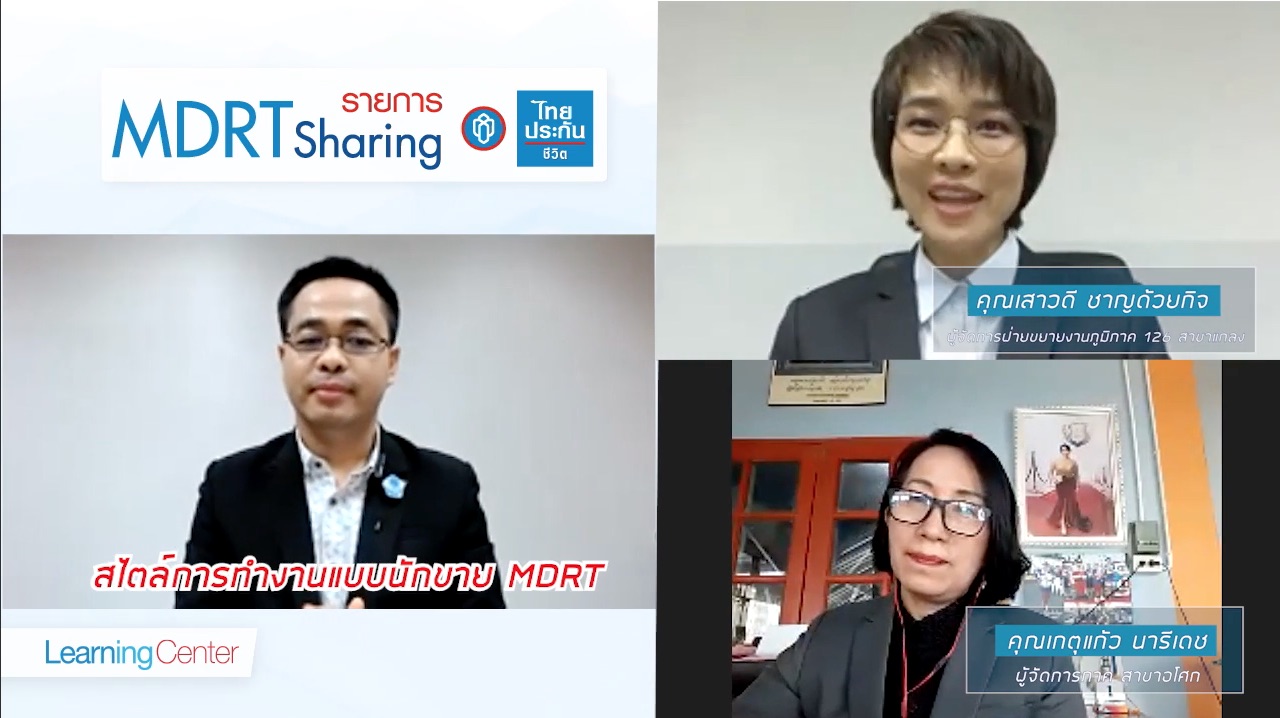 รายการ
MDRT Sharing
ไทย
ประกัน
ชีวิต
คุณเสาวดี ชาญด้วยกิจ
ผู้จัดการฝ่ายขยายงานภูมิภาค 126 สาขาแกลง
สไตล์การทำงานแบบนักขาย MDRT
Learning Center
คุณเกตุแก้ว นารีเดช
ผู้จัดการภาค สาขาอโศก